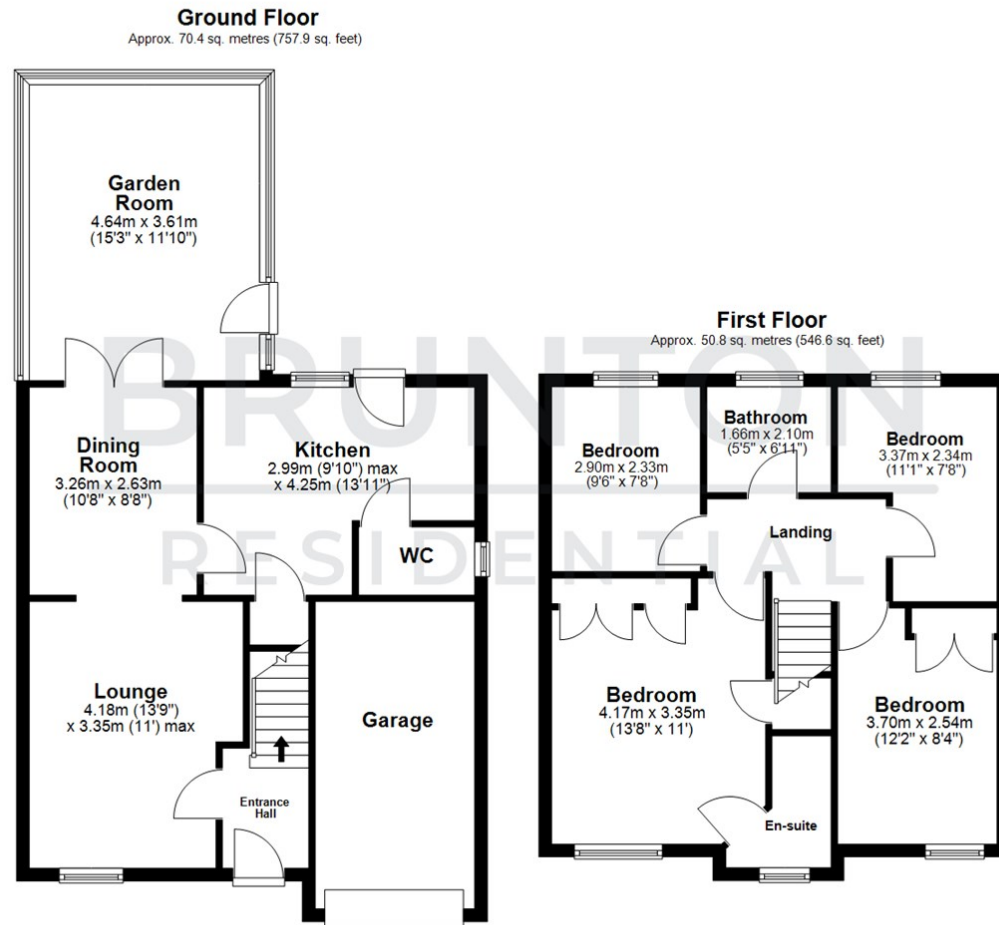 Ground Floor
Approx. 70.4 sq. metres (757.9 sq. feet)
Garden
Room
4.64m x 3.61m
(15'3" x 11'10")
First Floor
Approx. 50.8 sq. metres (546.6 sq. feet)
BRUNTON
RESIDENTIAL
Dining
Room
3.26m x 2.63m
(10'8" x 8'8")
Kitchen
2.99m (9'10") max
x 4.25m (13'11")
WC
Lounge
4.18m (13'9")
x 3.35m (11') max
Garage
Entrance
Hall
Bedroom
2.90m x 2.33m
(9'6" x 7'8")
Bathroom
1.66m x 2.10m
(5'5" x 6'11")
Bedroom
3.37m x 2.34m
(11'1" x 7'8")
Landing
Bedroom
4.17m x 3.35m
(13'8" x 11')
Bedroom
3.70m x 2.54m
(12'2" x 8'4")
En-suite